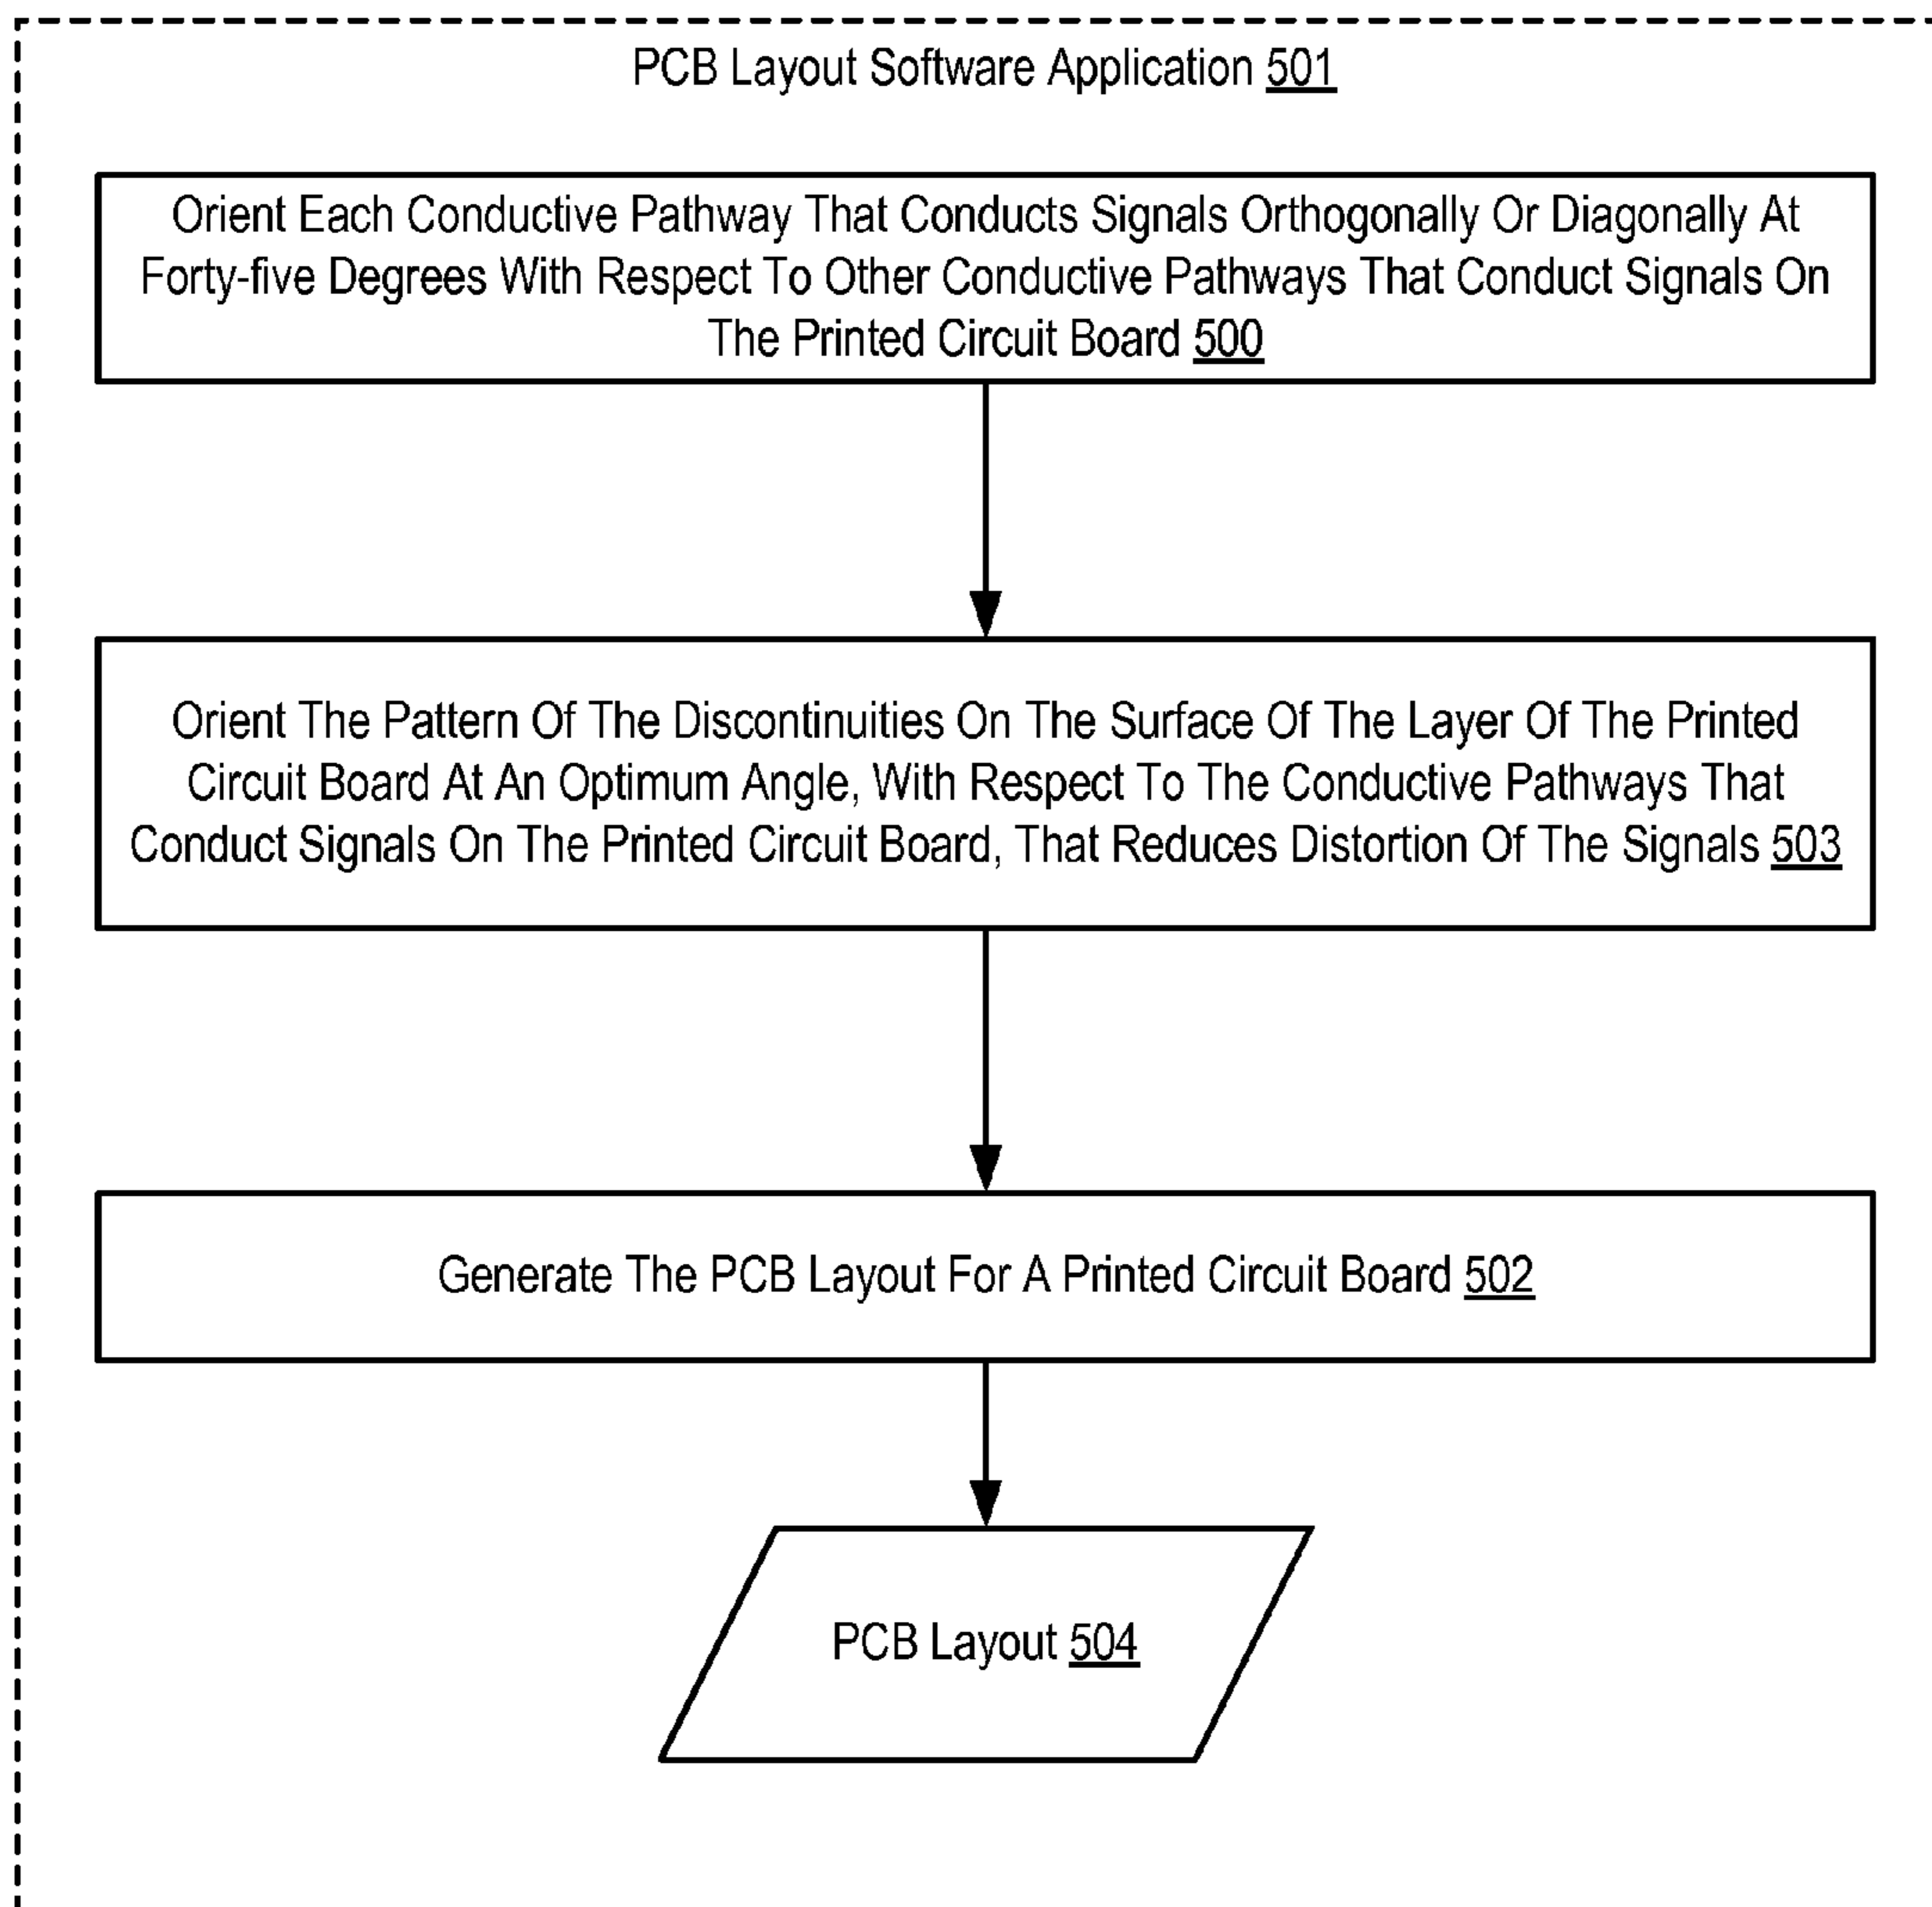 PCB Layout Software Application 501
Orient Each Conductive Pathway That Conducts Signals Orthogonally Or Diagonally At
Forty-five Degrees With Respect To Other Conductive Pathways That Conduct Signals On
The Printed Circuit Board 500
Orient The Pattern Of The Discontinuities On The Surface Of The Layer Of The Printed
Circuit Board At An Optimum Angle, With Respect To The Conductive Pathways That
Conduct Signals On The Printed Circuit Board, That Reduces Distortion Of The Signals 503
Generate The PCB Layout For A Printed Circuit Board 502
PCB Layout 504